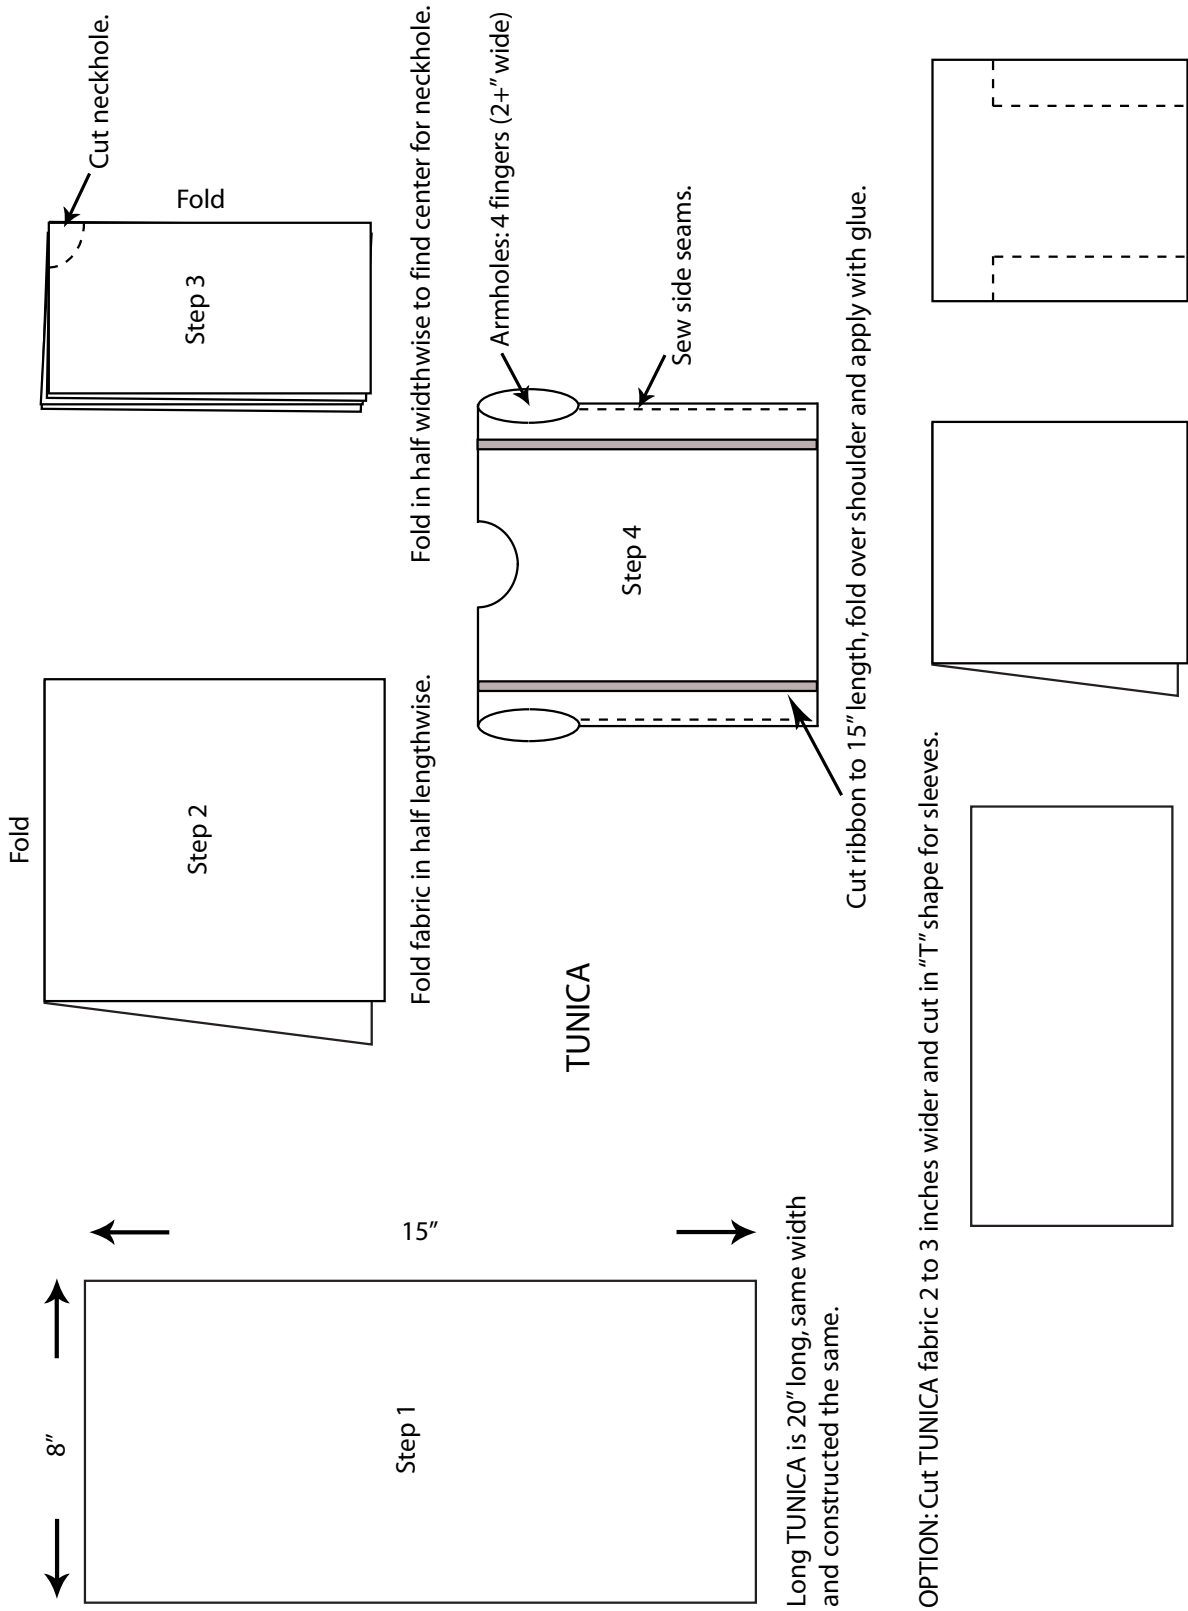 8”
15”
Step 1
Long TUNICA is 20” long, same width
and constructed the same.
Fold
Step 2
Fold fabric in half lengthwise.
Cut neckhole.
Fold
Step 3
Fold in half widthwise to find center for neckhole.
TUNICA
Armholes: 4 fingers (2+” wide)
Step 4
Sew side seams.
Cut ribbon to 15” length, fold over shoulder and apply with glue.
OPTION: Cut TUNICA fabric 2 to 3 inches wider and cut in “T” shape for sleeves.